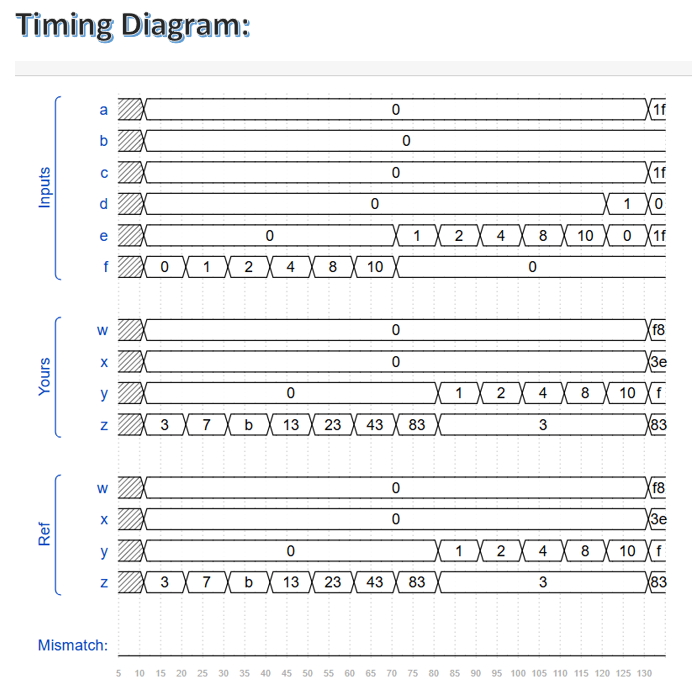 Timing Diagram:
Inputs
a 0 1f
b 0
c 0 1f
d 0 1 0
e 0 1 2 4 8 10 0 1f
f 0 1 2 4 8 10 0
Yours
w 0 f8
x 0 3e
y 0 1 2 4 8 10 f
z 3 7 b 13 23 43 83 3 83
Ref
w 0 f8
x 0 3e
y 0 1 2 4 8 10 f
z 3 7 b 13 23 43 83 3 83
Mismatch:
5 10 15 20 25 30 35 40 45 50 55 60 65 70 75 80 85 90 95 100 105 110 115 120 125 130